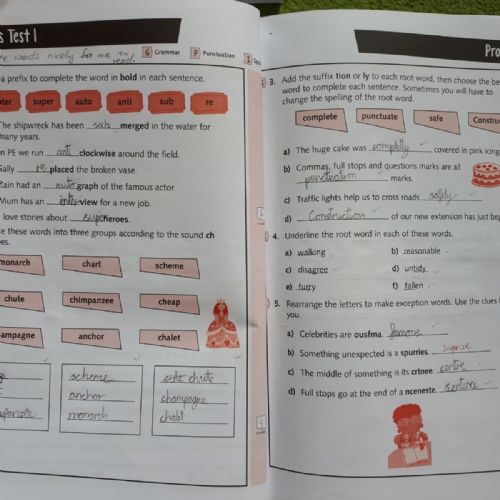 s Test 1
words nicely for me
G Grammar P Punctuation S
a prefix to complete the word in bold in each sentence.
super auto anti sub re
The shipwreck has been sub merged in the water for
many years.
n PE we run anti clockwise around the field.
Sally re placed the broken vase.
Rain had an auto graph of the famous actor.
Mum has an inter view for a new job.
love stories about super heroes.
e these words into three groups according to the sound ch
es.
monarch chart scheme
chute chimpanzee cheap
ampagne anchor chalet
scheme
anchor
monarch
chute
champagne
chalet
4
Pro
3. Add the suffix tion or ly to each root word, then choose the be
word to complete each sentence. Sometimes you will have to
change the spelling of the root word.
complete punctuate safe Construc
a) The huge cake was completly covered in pink icing.
b) Commas, full stops and questions marks are all
punctuation marks.
c) Traffic lights help us to cross roads safely
d) Construction of our new extension has just beg
4. Underline the root word in each of these words.
a) walking b) reasonable
c) disagree d) untidy
e) furry f) fallen
5. Rearrange the letters to make exception words. Use the clues t
you.
a) Celebrities are ousfma. famous
b) Something unexpected is a spurries. suprise
c) The middle of something is its crtnee. centre
d) Full stops go at the end of a nceneste. sentence